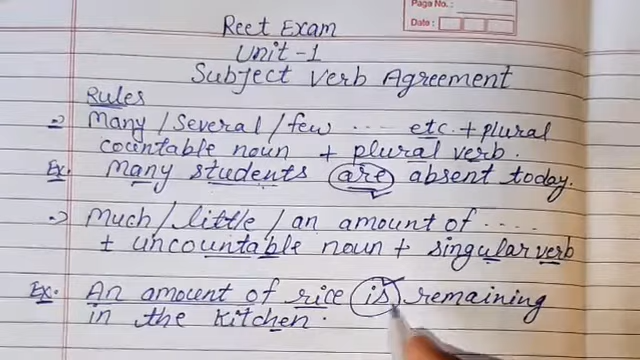 Page No.:
Date:
Reet Exam
Unit-1
Subject Verb Agreement
Rules
=> Many / Several / few .... etc. + plural
countable noun + plural verb.
Ex. Many students are absent today.
=> Much / little / an amount of .....
± uncountable noun + singular verb
Ex. An amount of rice is remaining
in the kitchen.